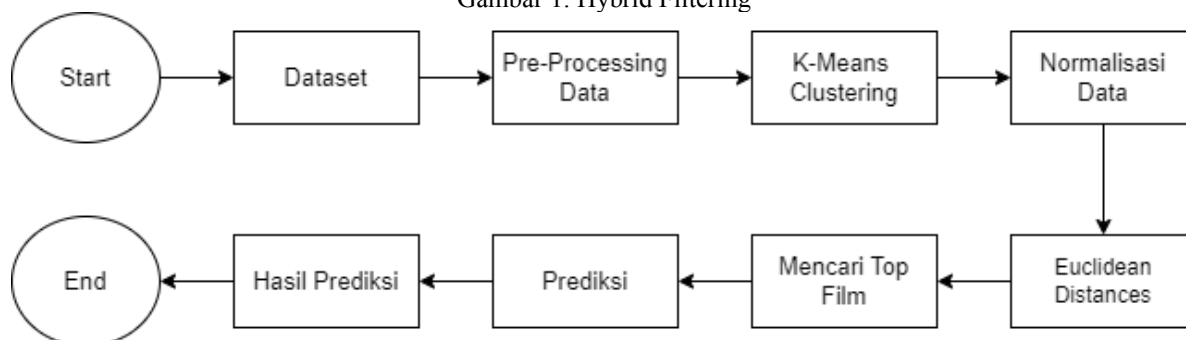 Gambar 1. Hybrid Filtering
Start
Dataset
Pre-Processing
Data
K-Means
Clustering
Normalisasi
Data
End
Hasil Prediksi
Prediksi
Mencari Top
Film
Euclidean
Distances